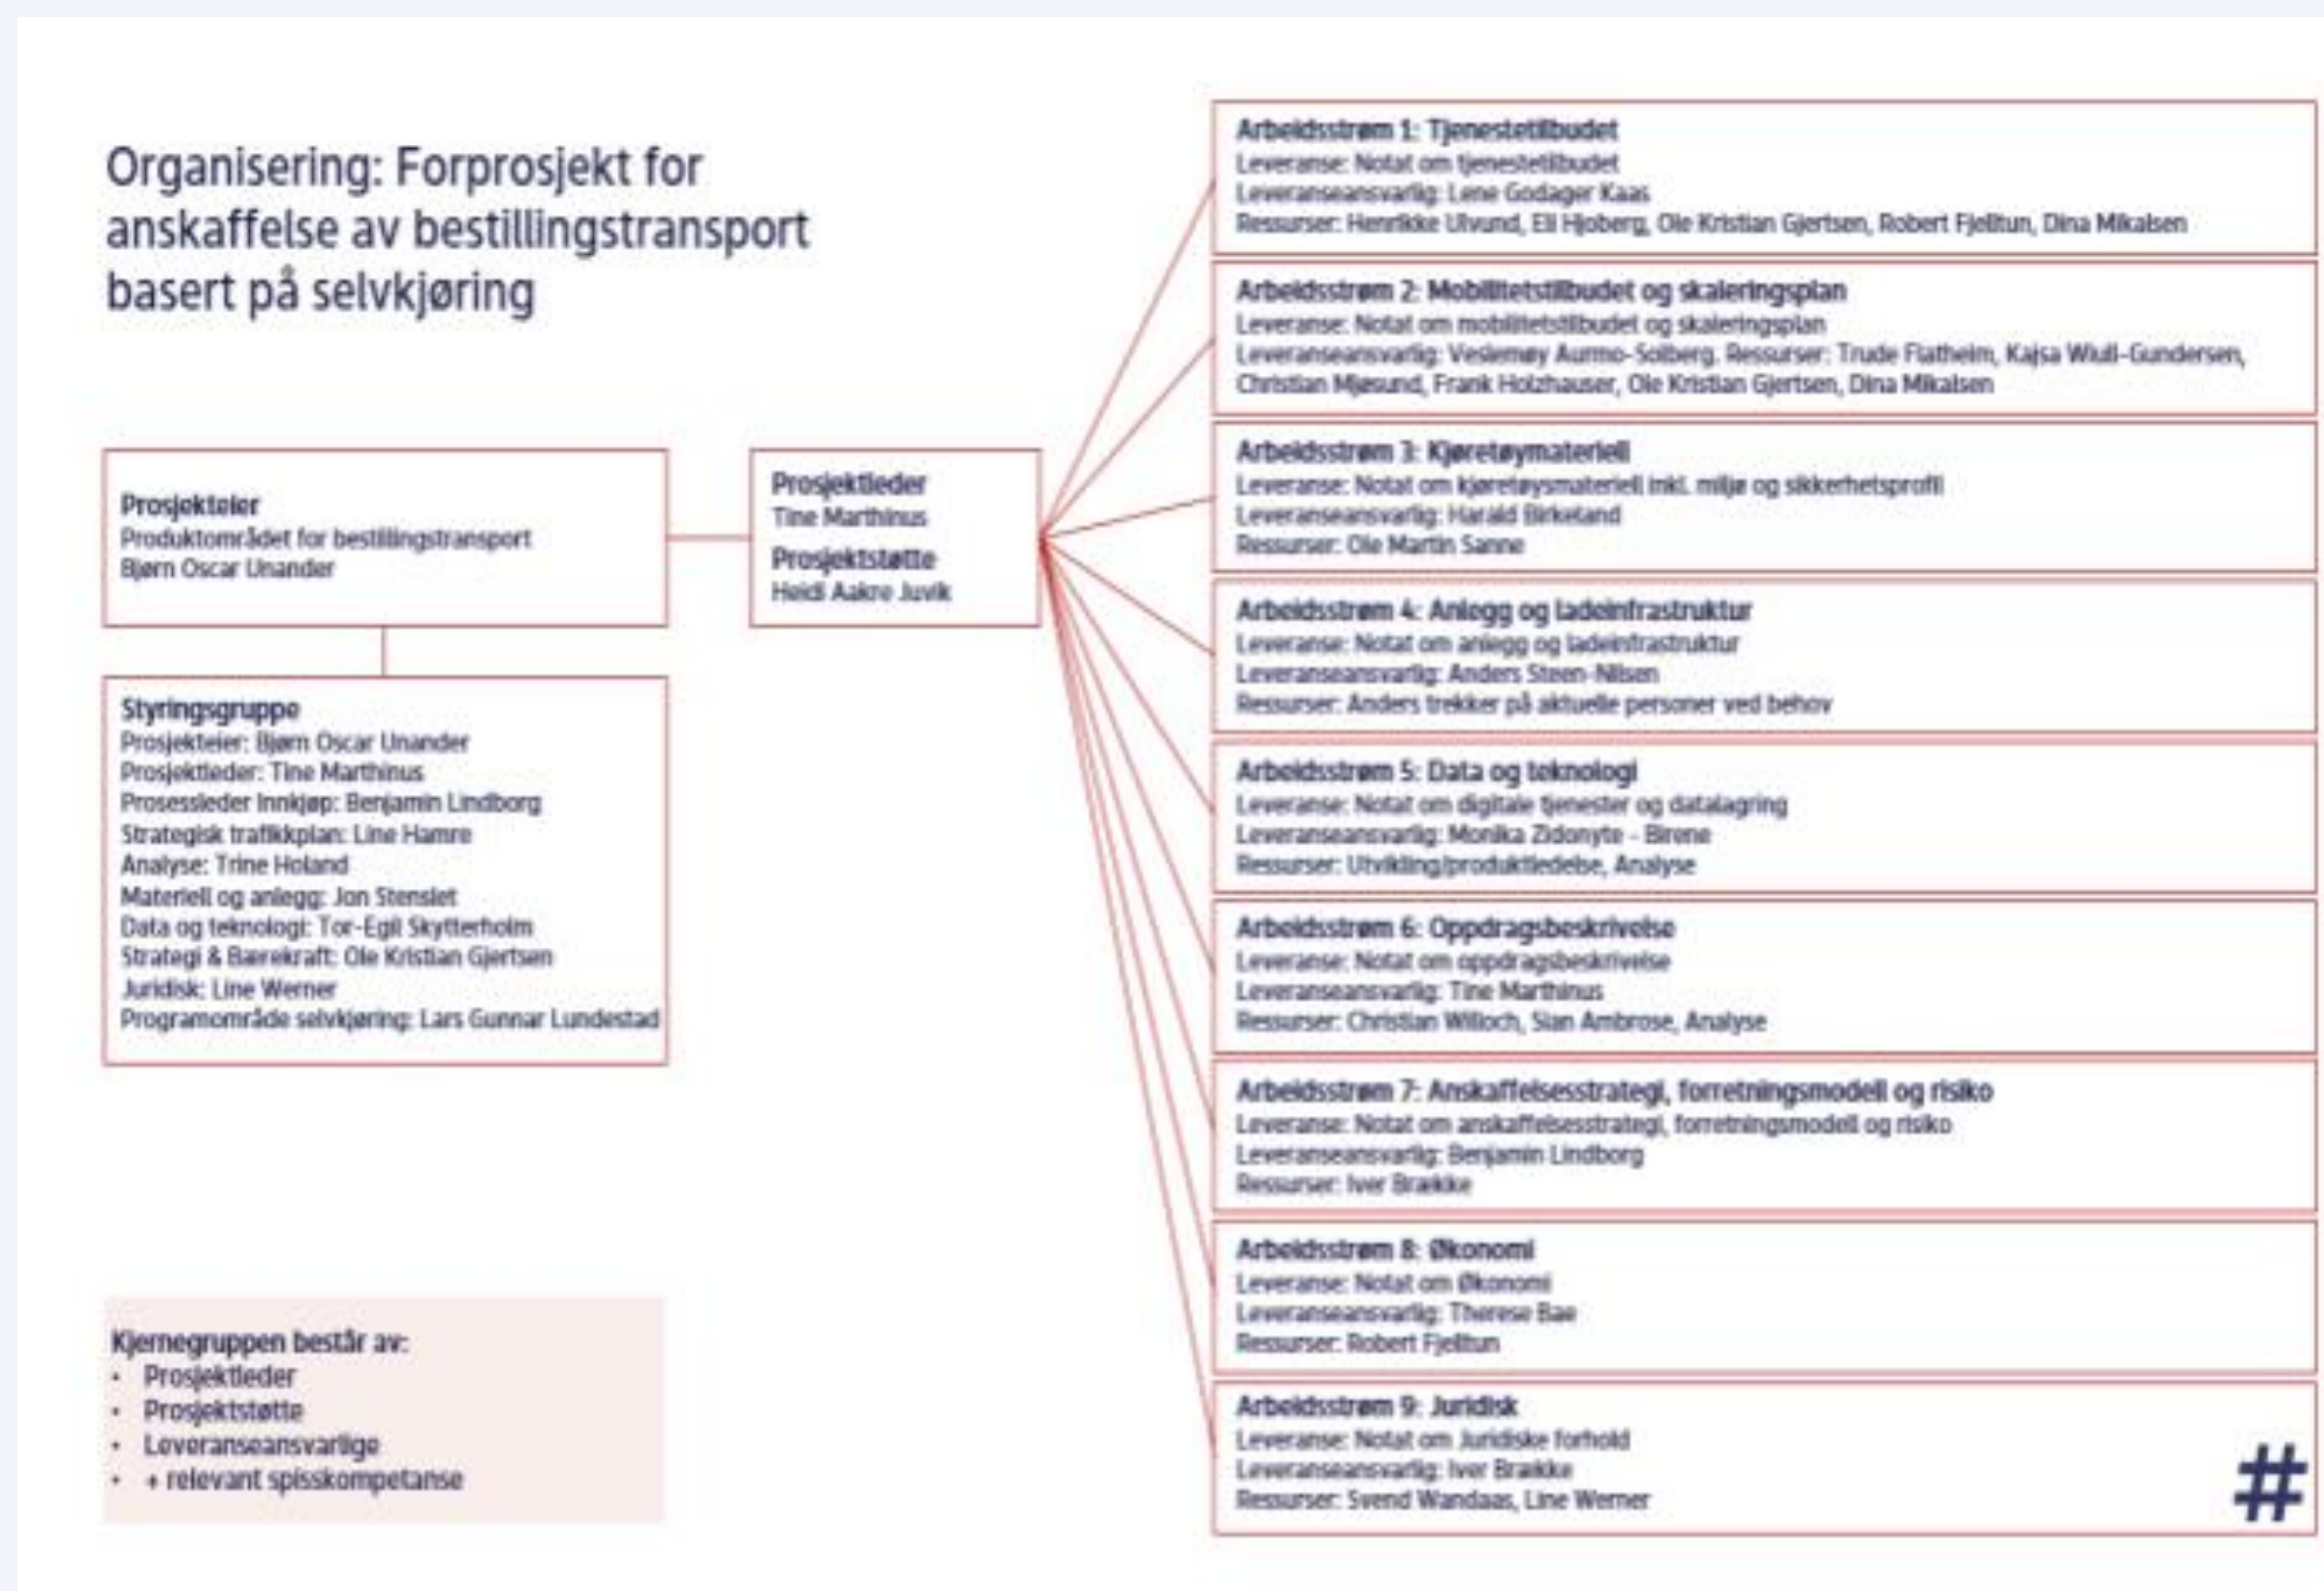 Organisering: Forprosjekt for
anskaffelse av bestillingstransport
basert på selvkjøring
Prosjekteier
Produktområdet for bestillingstransport
Bjørn Oscar Unander
Prosjektleder
Tine Marthinus
Prosjektstøtte
Heidi Aakre Juvik
Styringsgruppe
Prosjekteier: Bjørn Oscar Unander
Prosjektleder: Tine Marthinus
Prosessleder Innkjøp: Benjamin Lindborg
Strategisk trafikkplan: Line Hamre
Analyse: Trine Holand
Materiell og anlegg: Jon Stenslet
Data og teknologi: Tor-Egil Skytterholm
Strategi & Bærekraft: Ole Kristian Gjertsen
Juridisk: Line Werner
Programområde selvkjøring: Lars Gunnar Lundestad
Kjernegruppen består av:
• Prosjektleder
• Prosjektstøtte
• Leveranseansvarlige
• + relevant spisskompetanse
Arbeidsstrøm 1: Tjenestetilbudet
Leveranse: Notat om tjenestetilbudet
Leveranseansvarlig: Lene Godager Kaas
Ressurser: Henrikke Ulvund, Eli Hjoberg, Ole Kristian Gjertsen, Robert Fjelltun, Dina Mikalsen
Arbeidsstrøm 2: Mobilitetstilbudet og skaleringsplan
Leveranse: Notat om mobilitetstilbudet og skaleringsplan
Leveranseansvarlig: Veslemøy Aurmo-Solberg. Ressurser: Trude Flatheim, Kajsa Wiull-Gundersen,
Christian Mjøsund, Frank Holzhauser, Ole Kristian Gjertsen, Dina Mikalsen
Arbeidsstrøm 3: Kjøretøymateriell
Leveranse: Notat om kjøretøysmateriell inkl. miljø og sikkerhetsprofil
Leveranseansvarlig: Harald Birkeland
Ressurser: Ole Martin Sanne
Arbeidsstrøm 4: Anlegg og ladeinfrastruktur
Leveranse: Notat om anlegg og ladeinfrastruktur
Leveranseansvarlig: Anders Steen-Nilsen
Ressurser: Anders trekker på aktuelle personer ved behov
Arbeidsstrøm 5: Data og teknologi
Leveranse: Notat om digitale tjenester og datalagring
Leveranseansvarlig: Monika Zidonyte - Birene
Ressurser: Utvikling/produktledelse, Analyse
Arbeidsstrøm 6: Oppdragsbeskrivelse
Leveranse: Notat om oppdragsbeskrivelse
Leveranseansvarlig: Tine Marthinus
Ressurser: Christian Willoch, Sian Ambrose, Analyse
Arbeidsstrøm 7: Anskaffelsesstrategi, forretningsmodell og risiko
Leveranse: Notat om anskaffelsesstrategi, forretningsmodell og risiko
Leveranseansvarlig: Benjamin Lindborg
Ressurser: Iver Brække
Arbeidsstrøm 8: Økonomi
Leveranse: Notat om Økonomi
Leveranseansvarlig: Therese Bae
Ressurser: Robert Fjelltun
Arbeidsstrøm 9: Juridisk
Leveranse: Notat om Juridiske forhold
Leveranseansvarlig: Iver Brække
Ressurser: Svend Wandaas, Line Werner
#